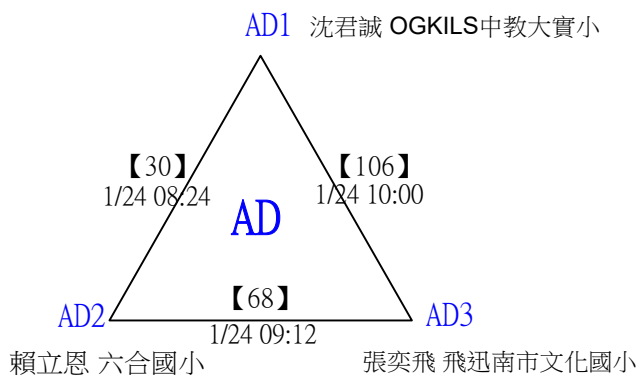 AD1 沈君誠 OGKILS中教大實小
【30】
1/24 08:24
【106】
1/24 10:00
AD
【68】
1/24 09:12
AD2
賴立恩 六合國小
AD3
張奕飛 飛迅南市文化國小